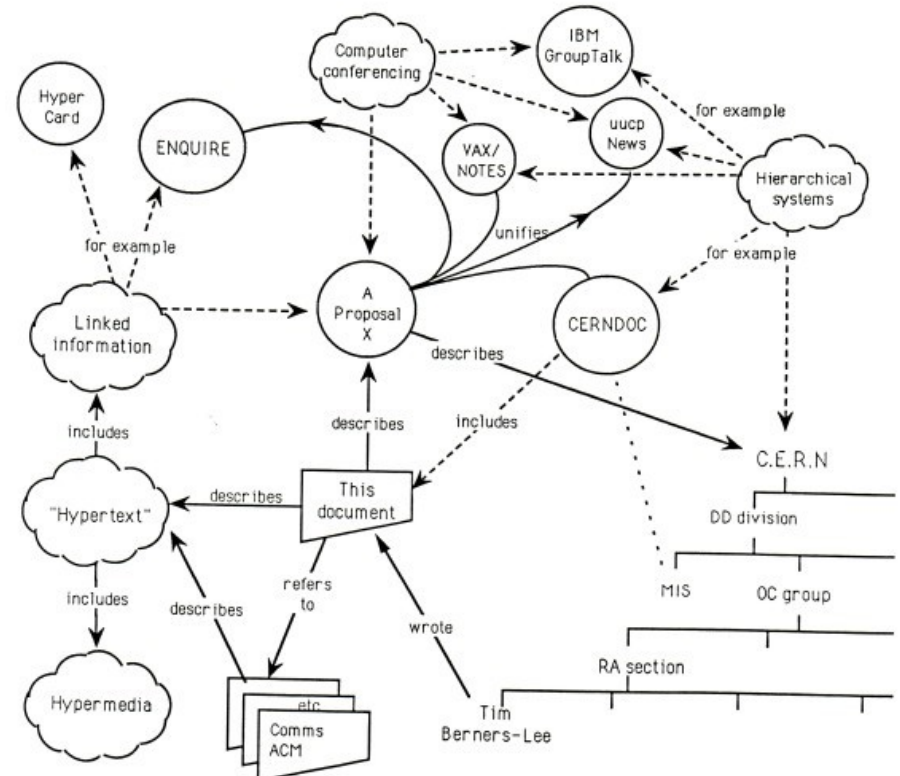 IBM
GroupTalk
Computer
conferencing
Hyper
Card
for example
uucp
News
ENQUIRE
VAX/
NOTES
Hierarchical
systems
unifies
for example
for example
A
Proposal
X
CERNDOC
Linked
information
describes
includes
describes
includes
C.E.R.N
This
document
describes
"Hypertext"
DD division
refers
to
MIS
OC group
includes
describes
wrote
RA section
Hypermedia
etc
Comms
ACM
Tim
Berners-Lee